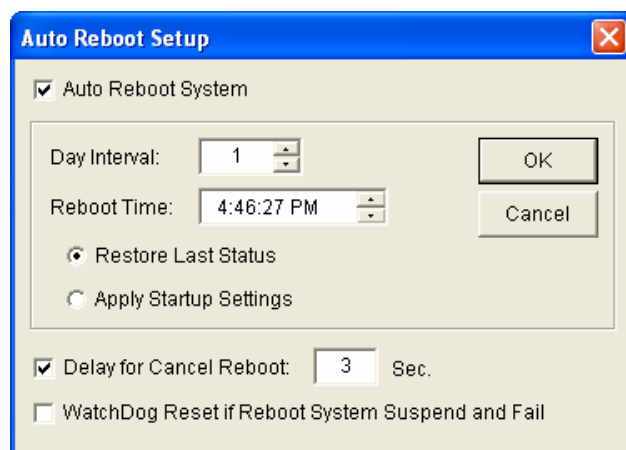 Auto Reboot Setup
Auto Reboot System
Day Interval: 1
OK
Reboot Time: 4:46:27 PM
Cancel
Restore Last Status
Apply Startup Settings
Delay for Cancel Reboot: 3 Sec.
WatchDog Reset if Reboot System Suspend and Fail